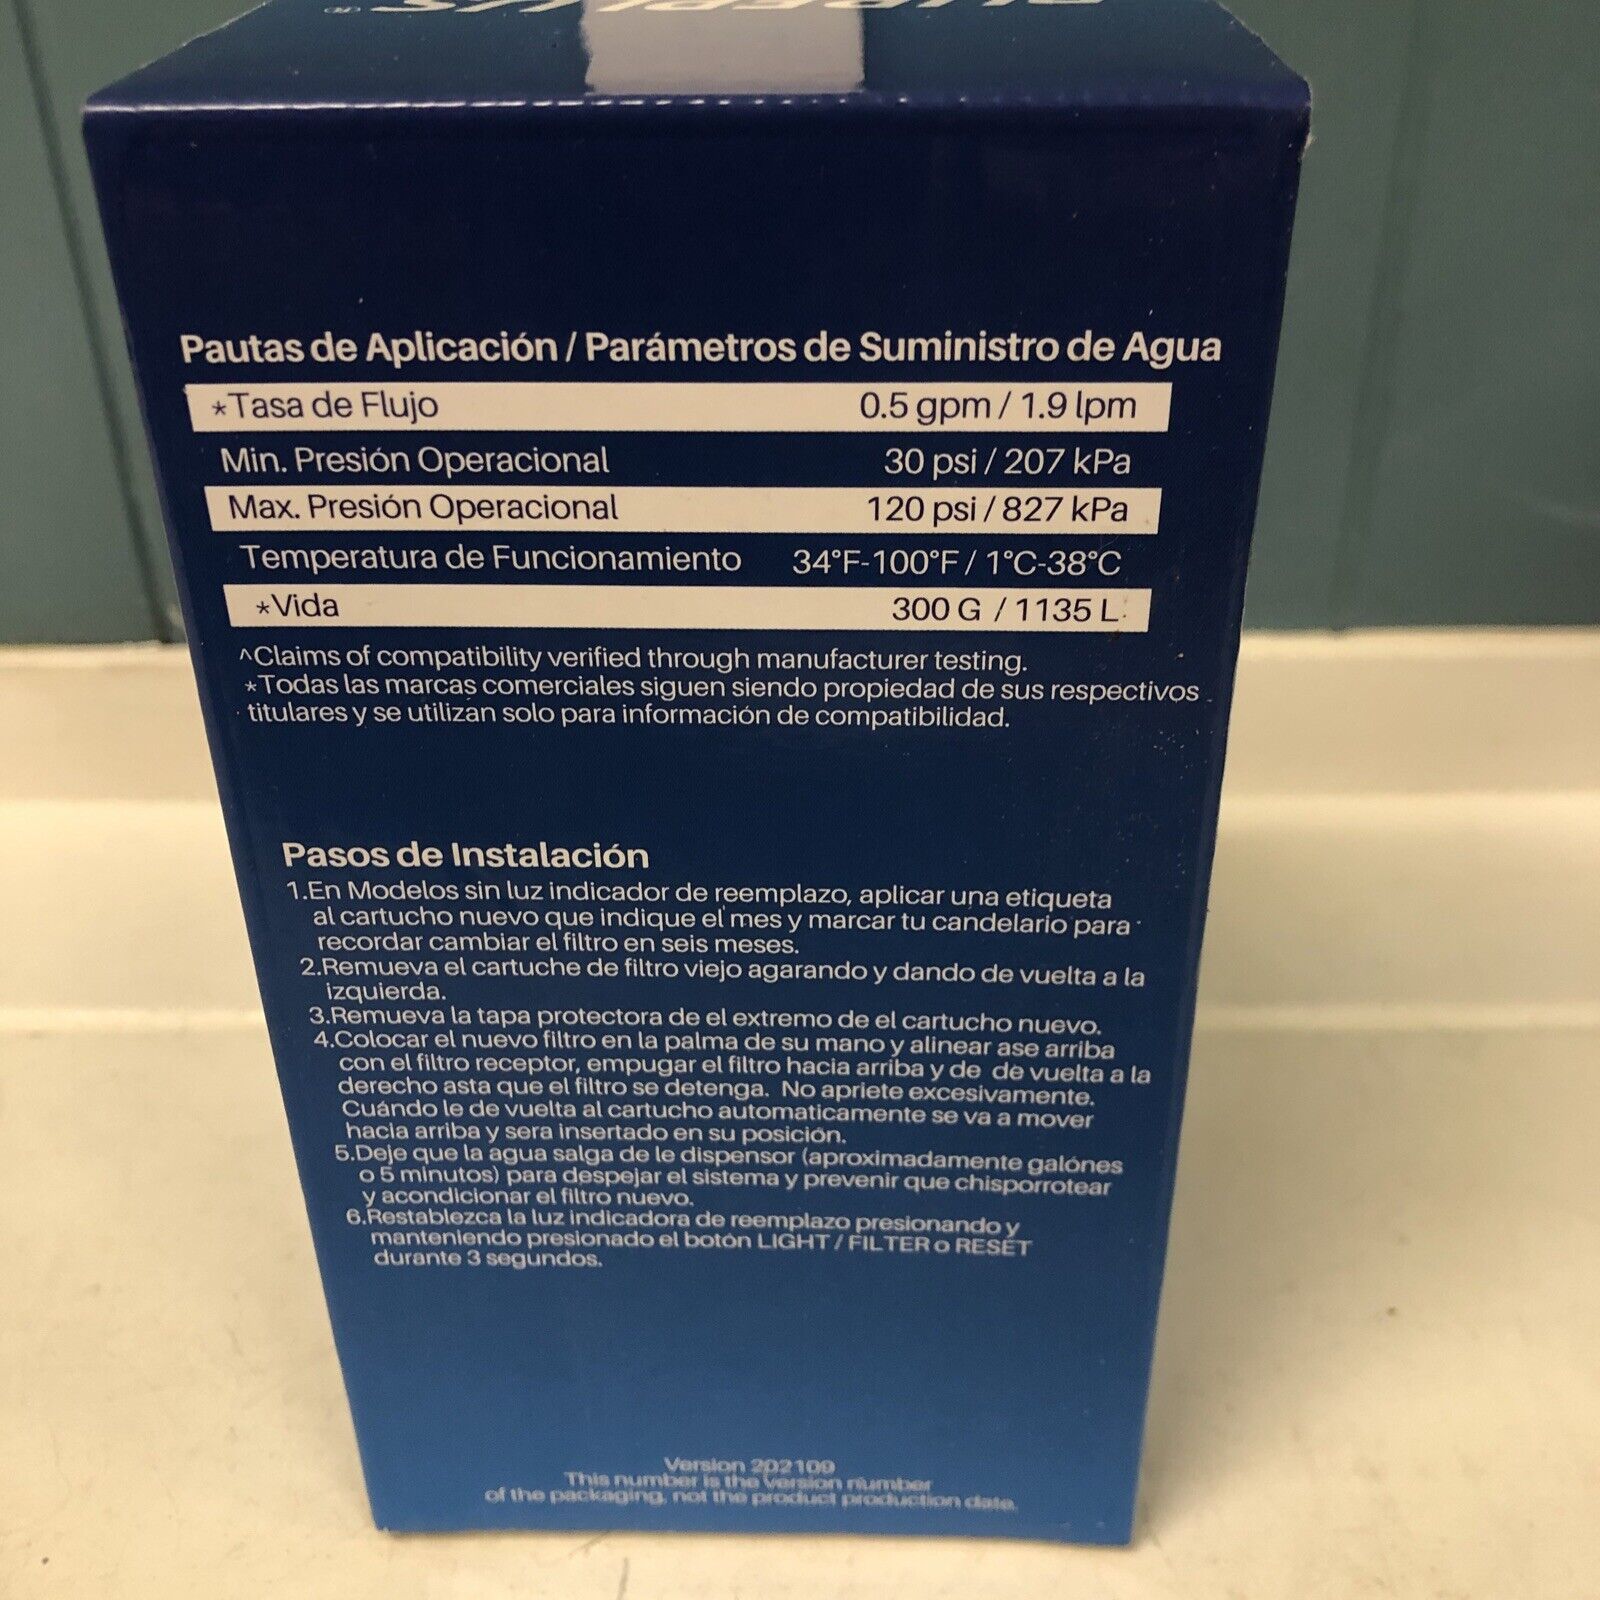 PUREPLUS®
Pautas de Aplicación / Parámetros de Suministro de Agua
*Tasa de Flujo 0.5 gpm / 1.9 lpm
Min. Presión Operacional 30 psi / 207 kPa
Max. Presión Operacional 120 psi / 827 kPa
Temperatura de Funcionamiento 34°F-100°F / 1°C-38°C
*Vida 300 G / 1135 L
^Claims of compatibility verified through manufacturer testing.
*Todas las marcas comerciales siguen siendo propiedad de sus respectivos
titulares y se utilizan solo para información de compatibilidad.
Pasos de Instalación
1.En Modelos sin luz indicador de reemplazo, aplicar una etiqueta
al cartucho nuevo que indique el mes y marcar tu candelario para
recordar cambiar el filtro en seis meses.
2.Remueva el cartuche de filtro viejo agarando y dando de vuelta a la
izquierda.
3.Remueva la tapa protectora de el extremo de el cartucho nuevo.
4.Colocar el nuevo filtro en la palma de su mano y alinear ase arriba
con el filtro receptor, empugar el filtro hacia arriba y de de vuelta a la
derecho asta que el filtro se detenga. No apriete excesivamente.
Cuándo le de vuelta al cartucho automaticamente se va a mover
hacia arriba y sera insertado en su posición.
5.Deje que la agua salga de le dispensor (aproximadamente galónes
o 5 minutos) para despejar el sistema y prevenir que chisporrotear
y acondicionar el filtro nuevo.
6.Restablezca la luz indicadora de reemplazo presionando y
manteniendo presionado el botón LIGHT / FILTER o RESET
durante 3 segundos.
Version 202109
This number is the version number
of the packaging, not the product production date.